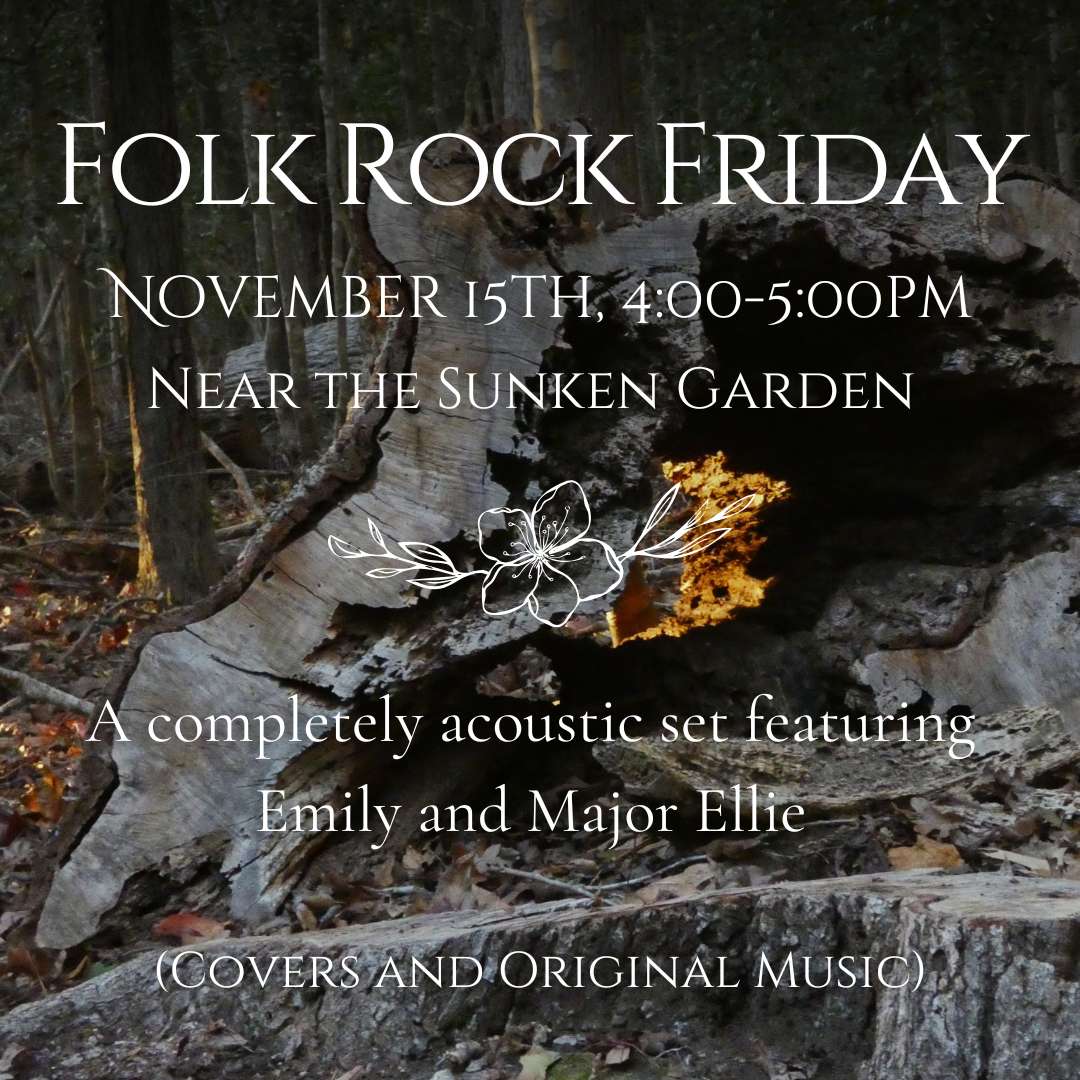 Folk Rock Friday
November 15th, 4:00-5:00PM
Near the Sunken Garden
A completely acoustic set featuring
Emily and Major Ellie
(Covers and Original Music)